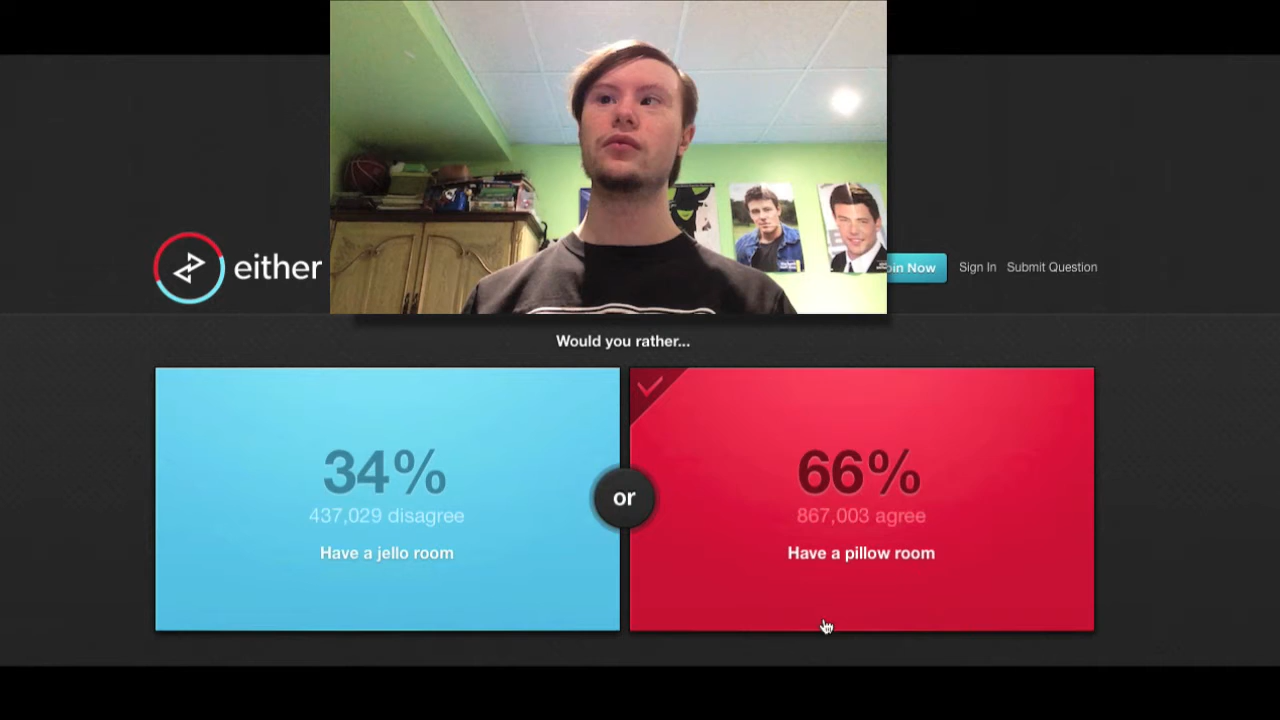 either
in Now
Sign In
Submit Question
Would you rather...
34%
437,029 disagree
Have a jello room
or
66%
867,003 agree
Have a pillow room